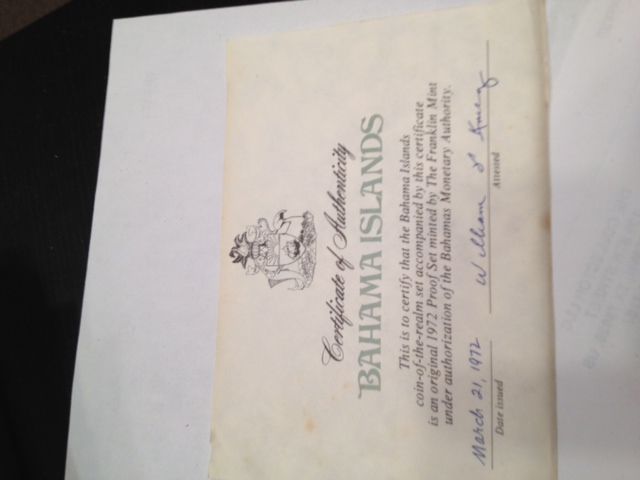 Certificate of Authenticity
BAHAMA ISLANDS
This is to certify that the Bahama Islands
coin-of-the-realm set accompanied by this certificate
is an original 1972 Proof Set minted by The Franklin Mint
under authorization of the Bahamas Monetary Authority.
March 21, 1972 William
Date issued Attested